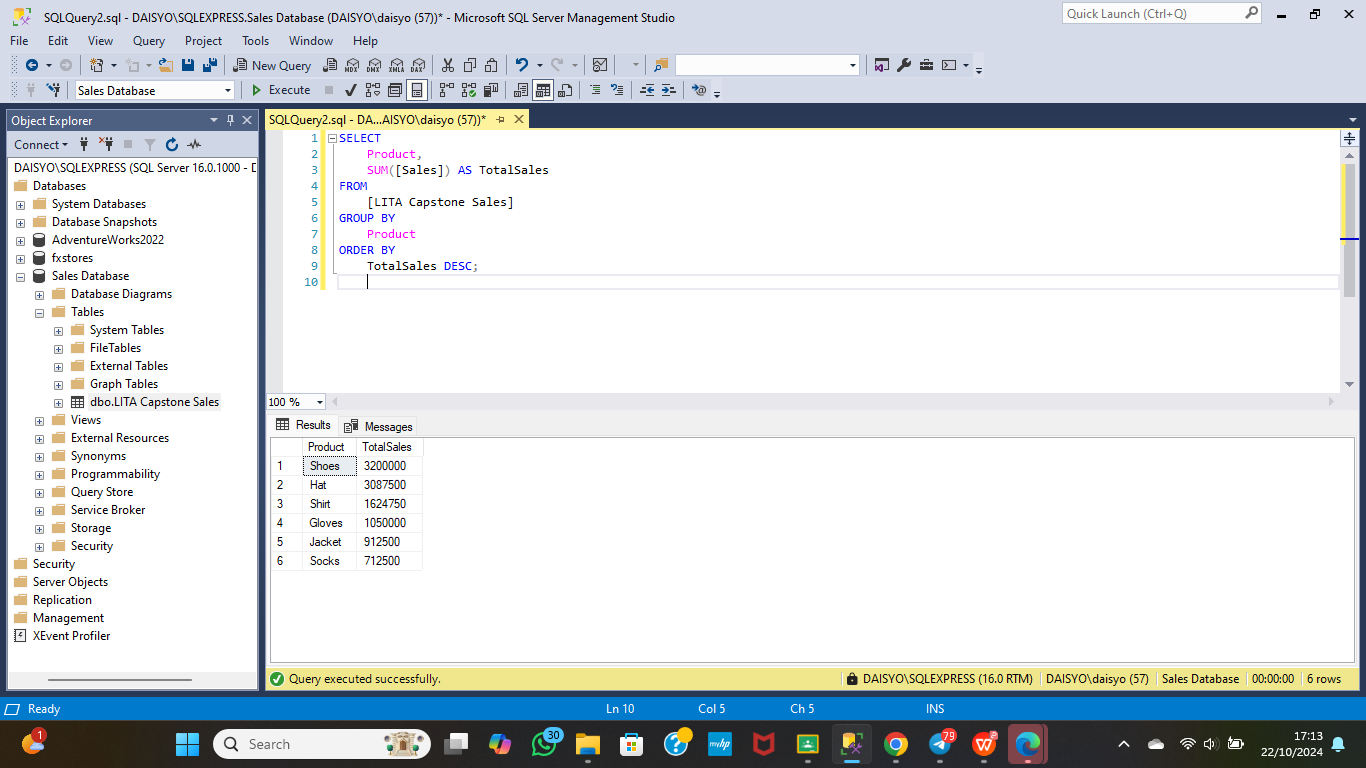 SQLQuery2.sql - DAISYO\SQLEXPRESS.Sales Database (DAISYO\daisyo (57))* - Microsoft SQL Server Management Studio
Quick Launch (Ctrl+Q)
File Edit View Query Project Tools Window Help
New Query MDX DMX XMLA DAX
Sales Database Execute
Object Explorer
Connect
DAISYO\SQLEXPRESS (SQL Server 16.0.1000 - D
Databases
System Databases
Database Snapshots
AdventureWorks2022
fxstores
Sales Database
Database Diagrams
Tables
System Tables
FileTables
External Tables
Graph Tables
dbo.LITA Capstone Sales
Views
External Resources
Synonyms
Programmability
Query Store
Service Broker
Storage
Security
Security
Server Objects
Replication
Management
XEvent Profiler
SQLQuery2.sql - DA...AISYO\daisyo (57))*
1 SELECT
2 Product,
3 SUM([Sales]) AS TotalSales
4 FROM
5 [LITA Capstone Sales]
6 GROUP BY
7 Product
8 ORDER BY
9 TotalSales DESC;
10
100 %
Results Messages
Product TotalSales
1 Shoes 3200000
2 Hat 3087500
3 Shirt 1624750
4 Gloves 1050000
5 Jacket 912500
6 Socks 712500
Query executed successfully. DAISYO\SQLEXPRESS (16.0 RTM) DAISYO\daisyo (57) Sales Database 00:00:00 6 rows
Ready Ln 10 Col 5 Ch 5 INS
1 Search 30 ? myhp 79 W 17:13
22/10/2024